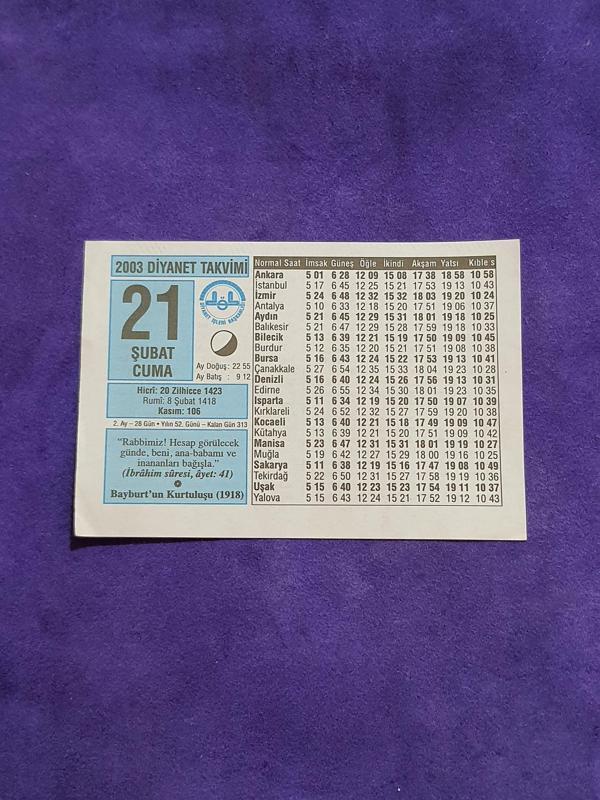 2003 DİYANET TAKVİMİ
21
ŞUBAT
CUMA
DİYANET İŞLERİ BAŞKANLIĞI
Ay Doğuş: 22 55
Ay Batış : 9 12
Hicrî: 20 Zilhicce 1423
Rumî: 8 Şubat 1418
Kasım: 106
2. Ay – 28 Gün • Yılın 52. Günü – Kalan Gün 313
“Rabbimiz! Hesap görülecek
günde, beni, ana-babamı ve
inananları bağışla.”
(İbrâhim sûresi, âyet: 41)
Bayburt’un Kurtuluşu (1918)
Normal Saat İmsak Güneş Öğle İkindi Akşam Yatsı Kıble s
Ankara 5 01 6 28 12 09 15 08 17 38 18 58 10 58
İstanbul 5 17 6 45 12 25 15 21 17 53 19 13 10 43
İzmir 5 24 6 48 12 32 15 32 18 03 19 20 10 24
Antalya 5 10 6 33 12 18 15 20 17 51 19 06 10 37
Aydın 5 21 6 45 12 29 15 31 18 01 19 18 10 25
Balıkesir 5 21 6 47 12 29 15 28 17 59 19 18 10 33
Bilecik 5 13 6 39 12 21 15 19 17 50 19 09 10 45
Burdur 5 12 6 35 12 20 15 21 17 51 19 08 10 38
Bursa 5 16 6 43 12 24 15 22 17 53 19 13 10 41
Çanakkale 5 27 6 54 12 35 15 33 18 04 19 23 10 28
Denizli 5 16 6 40 12 24 15 26 17 56 19 13 10 31
Edirne 5 26 6 55 12 34 15 30 18 01 19 23 10 35
Isparta 5 11 6 34 12 19 15 20 17 50 19 07 10 39
Kırklareli 5 24 6 52 12 32 15 27 17 59 19 20 10 38
Kocaeli 5 13 6 40 12 21 15 18 17 49 19 09 10 47
Kütahya 5 13 6 39 12 21 15 20 17 51 19 09 10 42
Manisa 5 23 6 47 12 31 15 31 18 01 19 19 10 27
Muğla 5 19 6 42 12 27 15 29 18 00 19 16 10 25
Sakarya 5 11 6 38 12 19 15 16 17 47 19 08 10 49
Tekirdağ 5 22 6 50 12 31 15 27 17 58 19 19 10 36
Uşak 5 15 6 40 12 23 15 23 17 54 19 11 10 37
Yalova 5 15 6 43 12 24 15 21 17 52 19 12 10 43